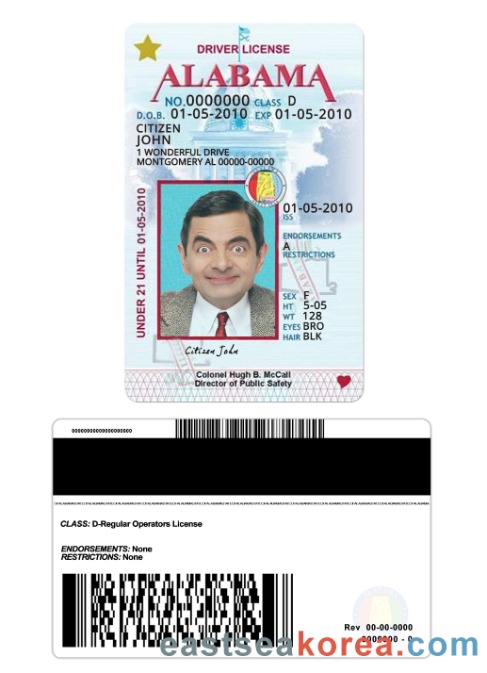 DRIVER LICENSE
ALABAMA
NO.0000000 CLASS D
D.O.B. 01-05-2010 EXP 01-05-2010
CITIZEN
JOHN
1 WONDERFUL DRIVE
MONTGOMERY AL 00000-00000
UNDER 21 UNTIL 01-05-2010
01-05-2010
ISS
ENDORSEMENTS
A
RESTRICTIONS
SEX F
HT 5-05
WT 128
EYES BRO
HAIR BLK
Citizen John
Colonel Hugh B. McCall
Director of Public Safety
CLASS: D-Regular Operators License
ENDORSEMENTS: None
RESTRICTIONS: None
Rev 00-00-0000
eastseakorea.com